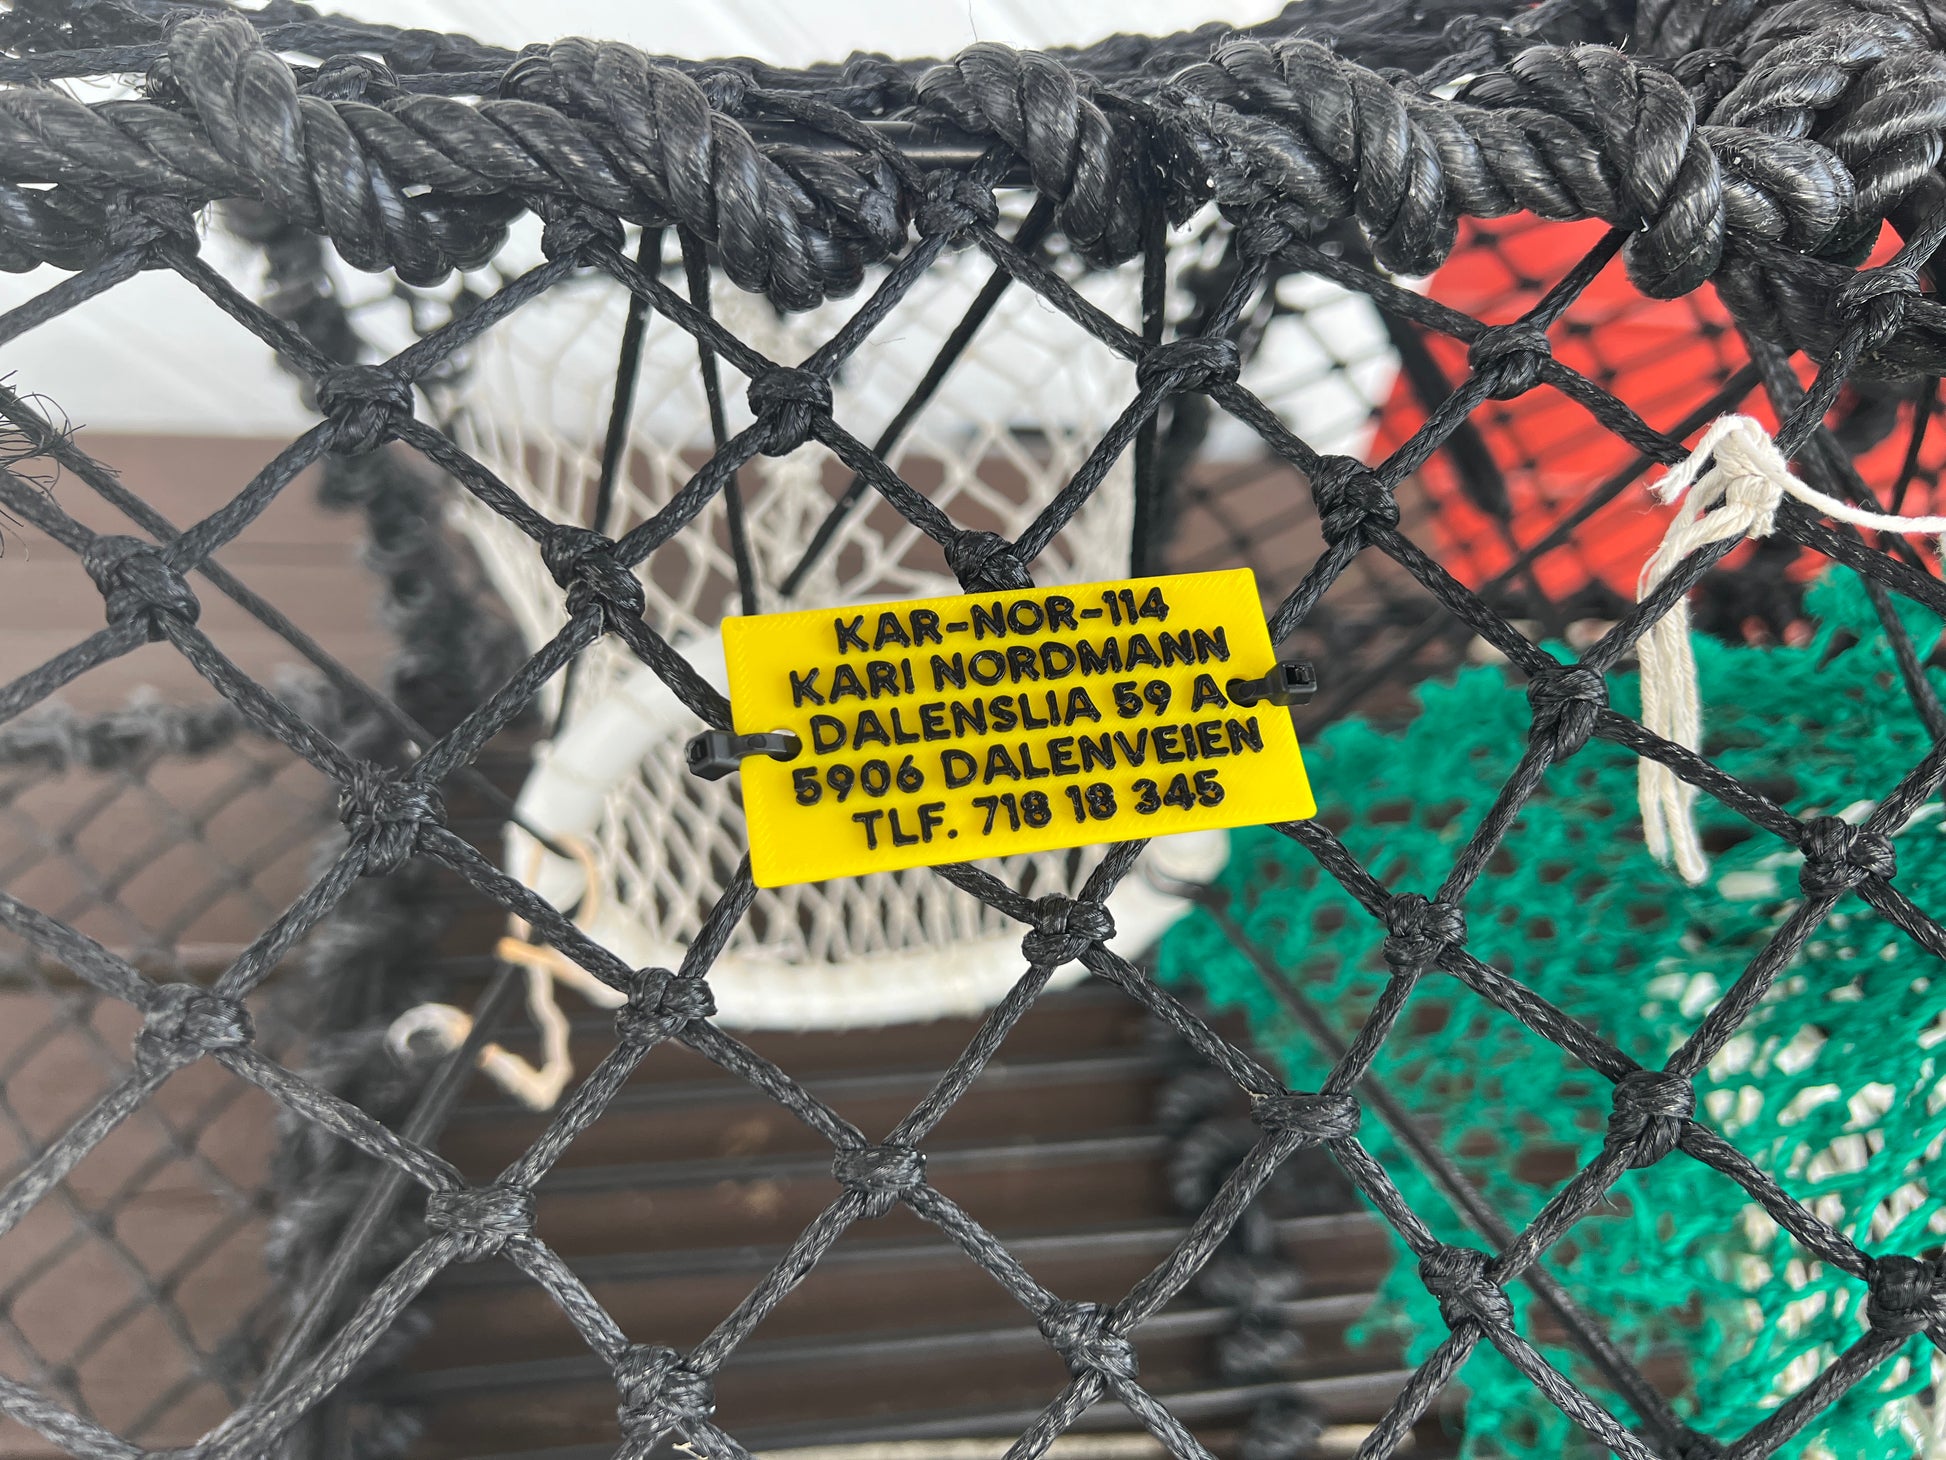 KAR-NOR-114
KARI NORDMANN
DALENSLIA 59 A
5906 DALENVEIEN
TLF. 718 18 345